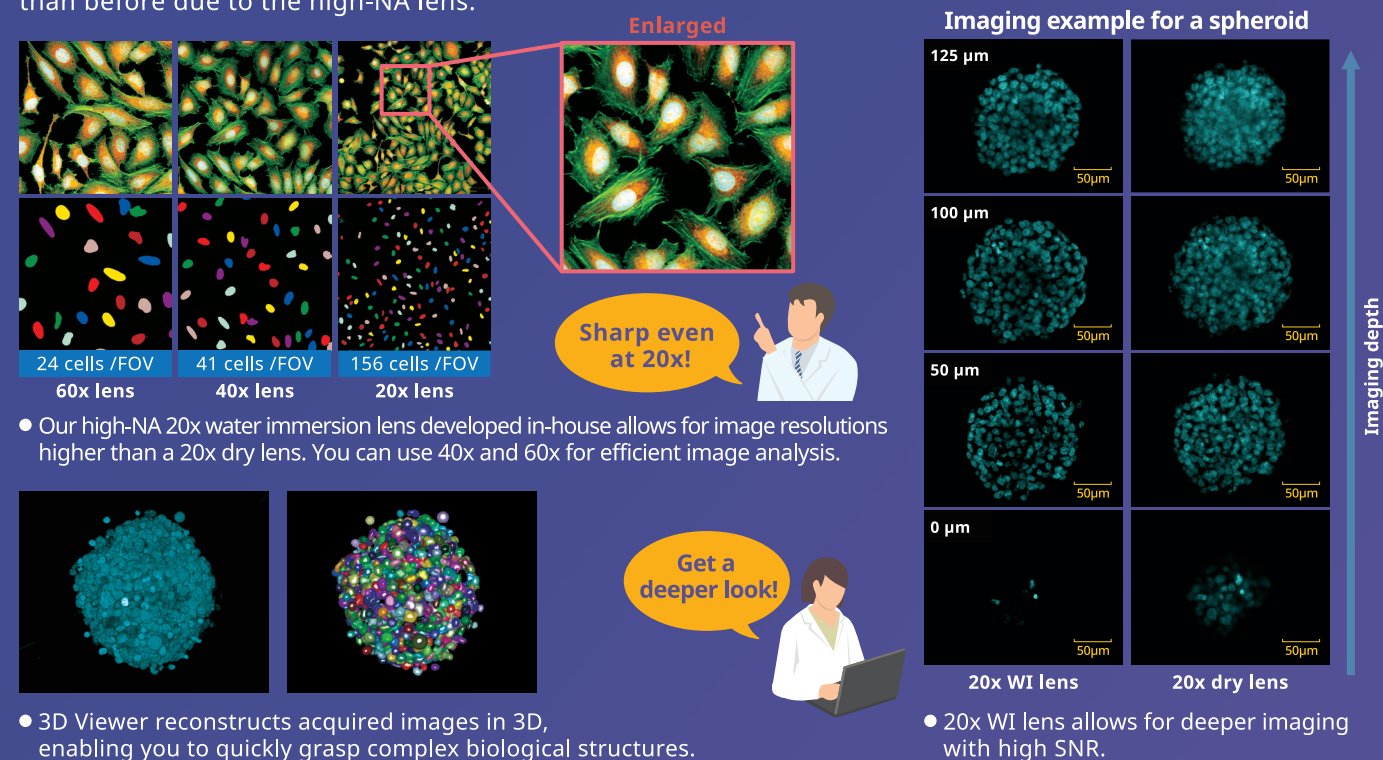 than before due to the high-NA lens.
Enlarged
24 cells /FOV
41 cells /FOV
156 cells /FOV
60x lens
40x lens
20x lens
Sharp even
at 20x!
Our high-NA 20x water immersion lens developed in-house allows for image resolutions
higher than a 20x dry lens. You can use 40x and 60x for efficient image analysis.
Get a
deeper look!
3D Viewer reconstructs acquired images in 3D,
enabling you to quickly grasp complex biological structures.
Imaging example for a spheroid
125 µm
50µm
50µm
100 µm
50µm
50µm
50 µm
50µm
50µm
0 µm
50µm
50µm
Imaging depth
20x WI lens
20x dry lens
20x WI lens allows for deeper imaging
with high SNR.